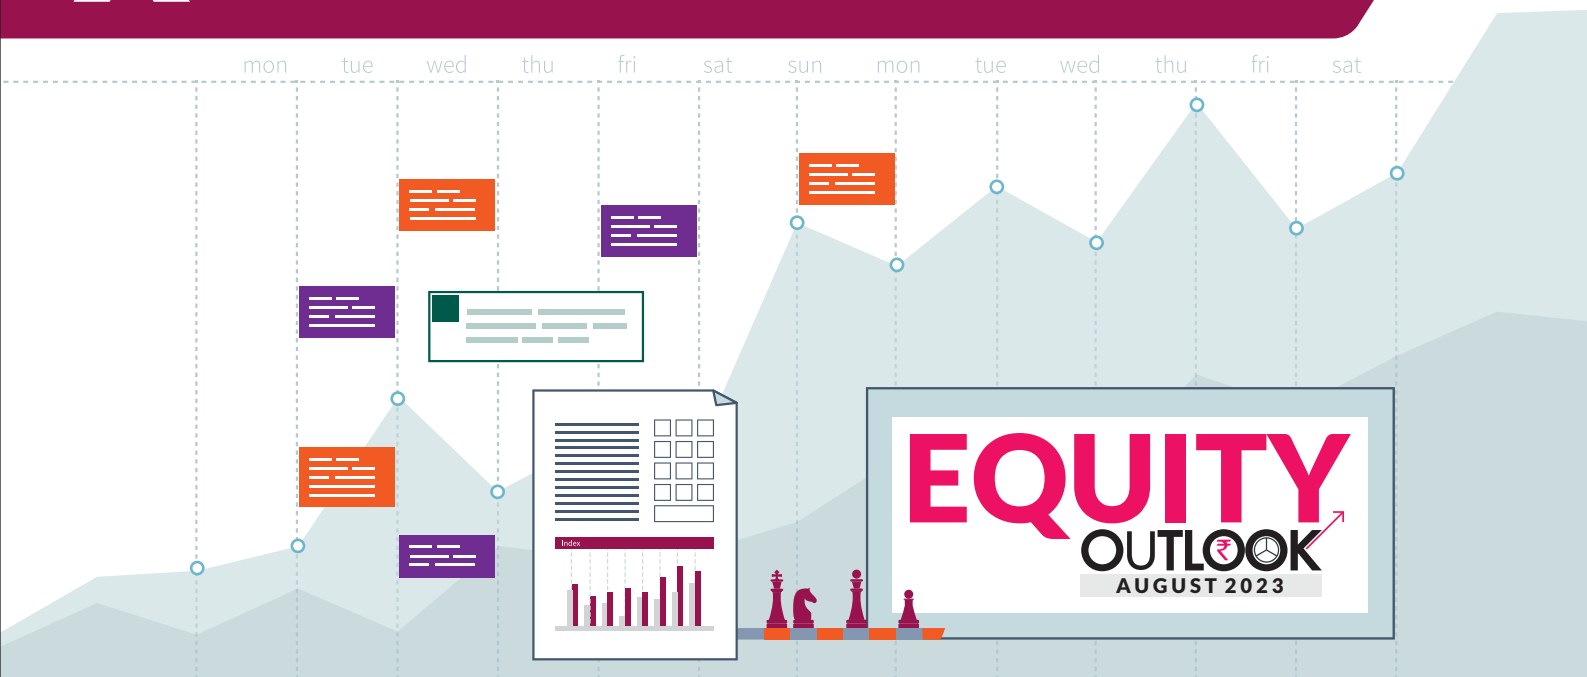 mon tue wed thu fri sat sun mon tue wed thu fri sat
Index
EQUITY
OUTLOOK
AUGUST 2023